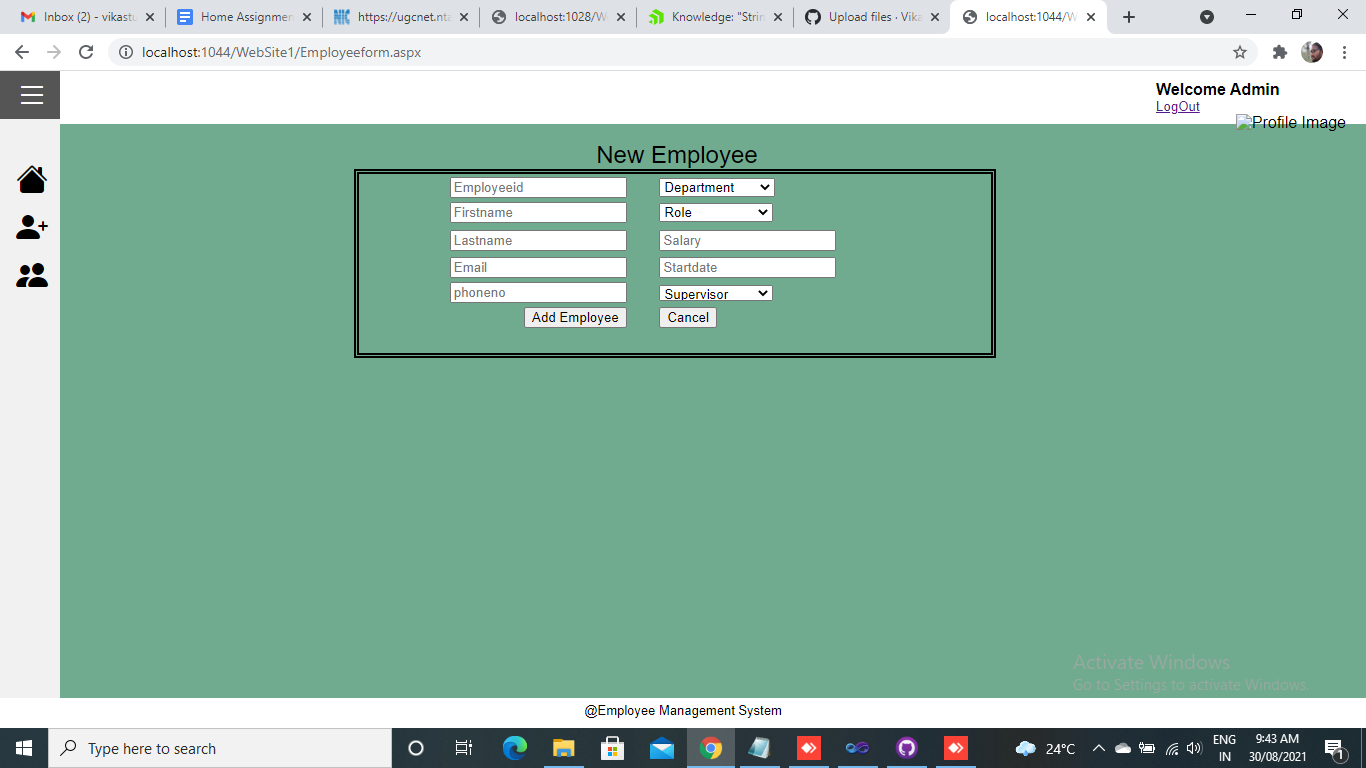 Inbox (2) - vikastu
Home Assignmen
https://ugcnet.nta
localhost:1028/W
Knowledge: "Strin
Upload files · Vika
localhost:1044/W
localhost:1044/WebSite1/Employeeform.aspx
Welcome Admin
LogOut
Profile Image
New Employee
Employeeid
Department
Firstname
Role
Lastname
Salary
Email
Startdate
phoneno
Supervisor
Add Employee
Cancel
Activate Windows
Go to Settings to activate Windows.
@Employee Management System
Type here to search
24°C
ENG
IN
9:43 AM
30/08/2021
1